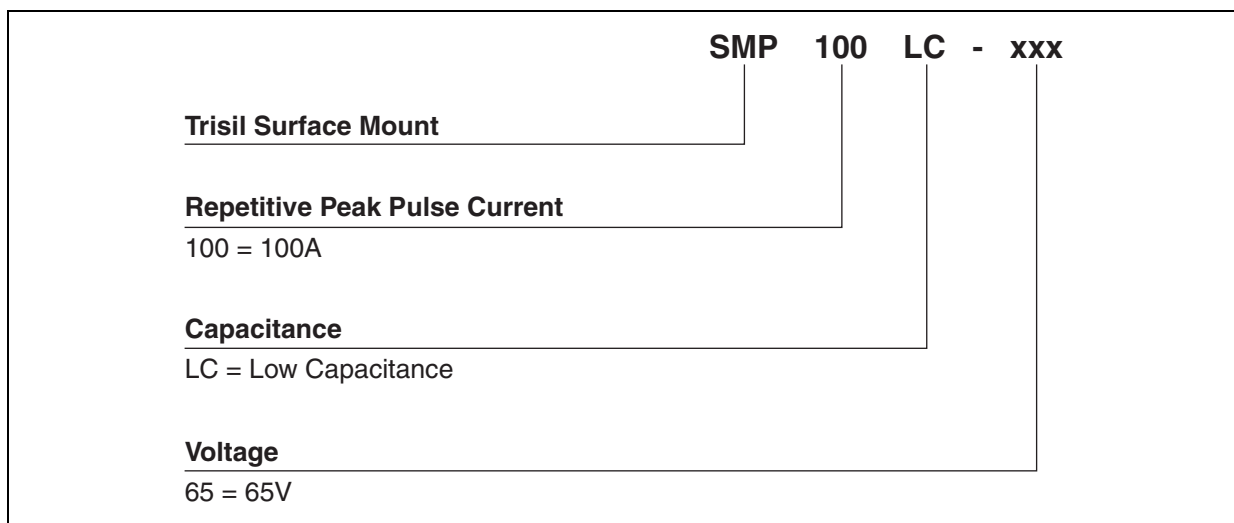 SMP 100 LC - xxx
Trisil Surface Mount
Repetitive Peak Pulse Current
100 = 100A
Capacitance
LC = Low Capacitance
Voltage
65 = 65V